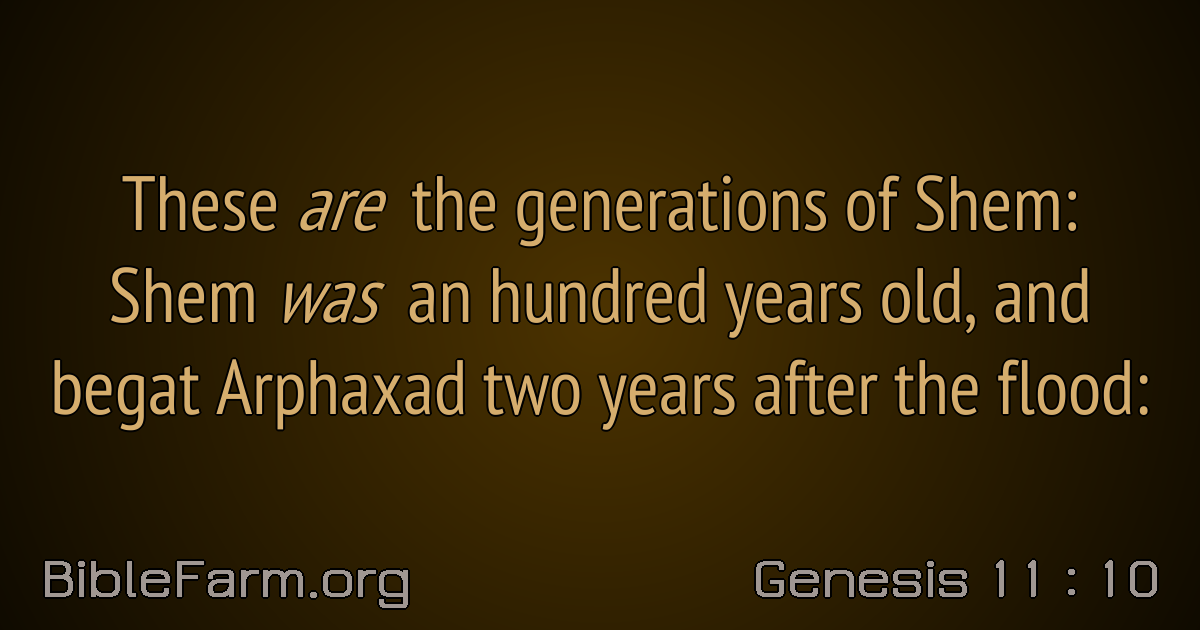 These are the generations of Shem:
Shem was an hundred years old, and
begat Arphaxad two years after the flood:
BibleFarm.org
Genesis 11 : 10